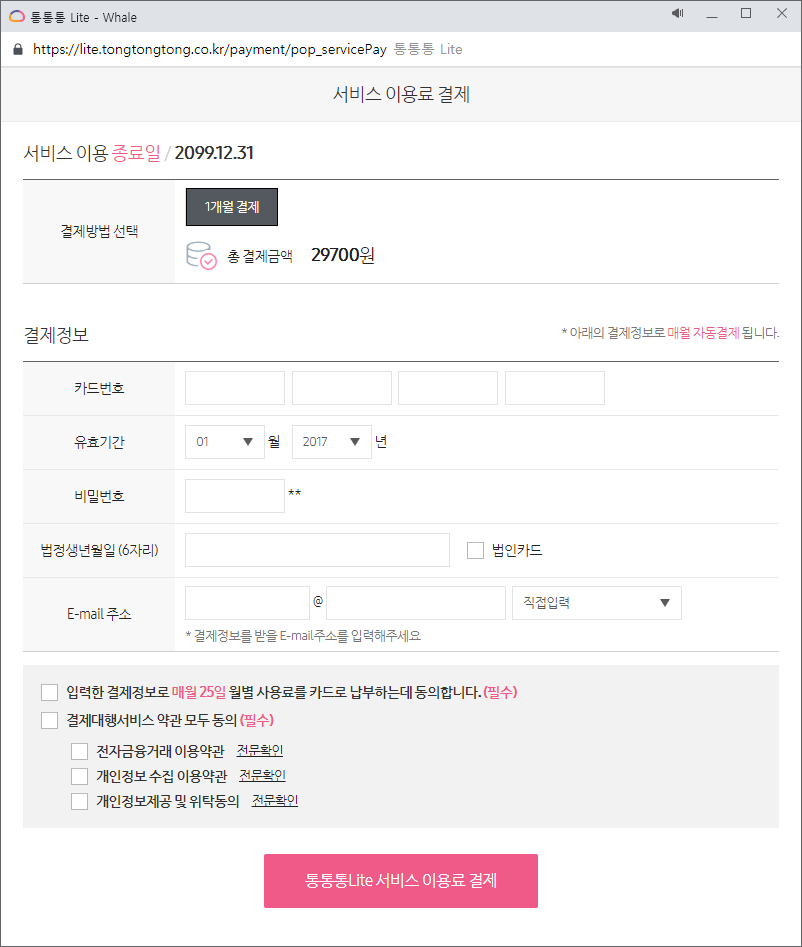 통통통 Lite - Whale
https://lite.tongtongtong.co.kr/payment/pop_servicePay 통통통 Lite
서비스 이용료 결제
서비스 이용 종료일 / 2099.12.31
결제방법 선택
1개월 결제
총 결제금액 29700원
결제정보
* 아래의 결제정보로 매월 자동결제 됩니다.
카드번호
유효기간 01 월 2017 년
비밀번호 **
법정생년월일 (6자리) 법인카드
E-mail 주소 @ 직접입력
* 결제정보를 받을 E-mail주소를 입력해주세요
입력한 결제정보로 매월 25일 월별 사용료를 카드로 납부하는데 동의합니다. (필수)
결제대행서비스 약관 모두 동의 (필수)
전자금융거래 이용약관 전문확인
개인정보 수집 이용약관 전문확인
개인정보제공 및 위탁동의 전문확인
통통통Lite 서비스 이용료 결제